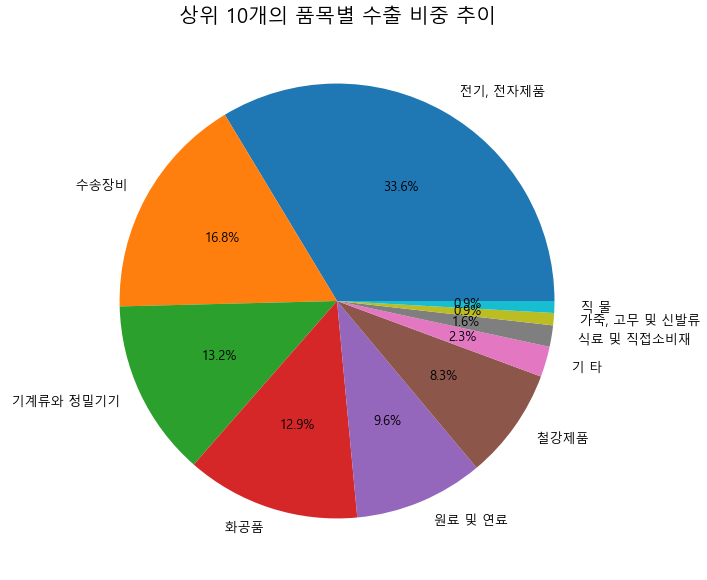 상위 10개의 품목별 수출 비중 추이
전기, 전자제품
33.6%
수송장비
16.8%
기계류와 정밀기기
13.2%
화공품
12.9%
원료 및 연료
9.6%
철강제품
8.3%
기 타
2.3%
식료 및 직접소비재
1.6%
가죽, 고무 및 신발류
0.9%
직 물
0.9%